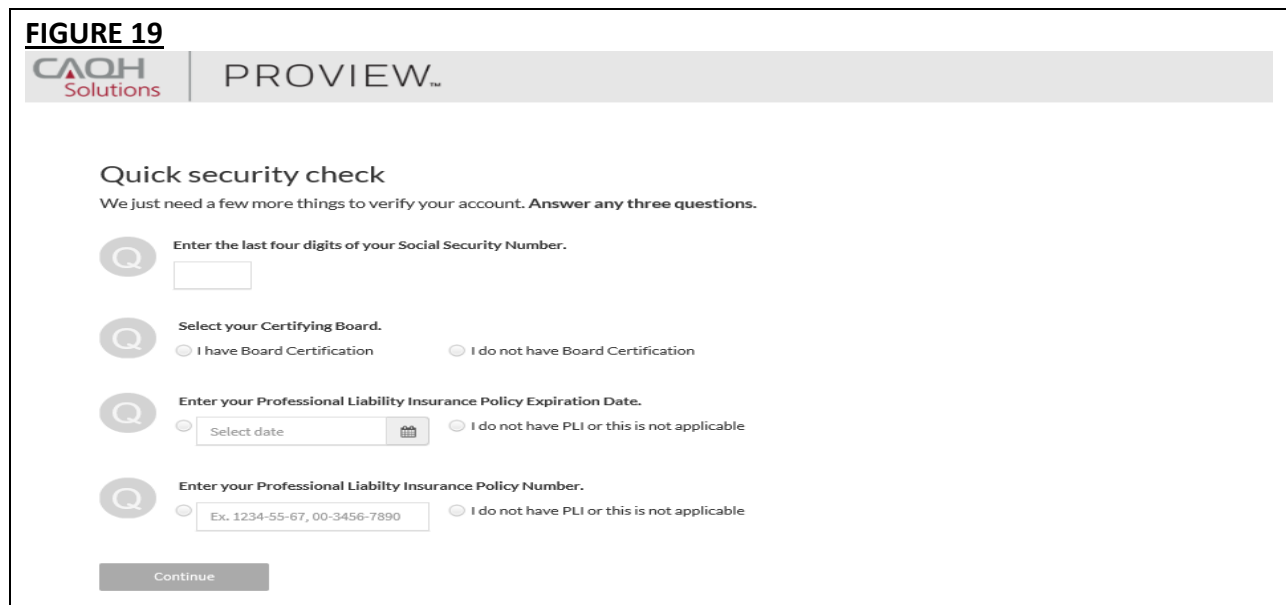 FIGURE 19
CAQH
Solutions
PROVIEW™
Quick security check
We just need a few more things to verify your account. Answer any three questions.
Q
Enter the last four digits of your Social Security Number.
Q
Select your Certifying Board.
I have Board Certification I do not have Board Certification
Q
Enter your Professional Liability Insurance Policy Expiration Date.
Select date I do not have PLI or this is not applicable
Q
Enter your Professional Liabilty Insurance Policy Number.
Ex. 1234-55-67, 00-3456-7890 I do not have PLI or this is not applicable
Continue